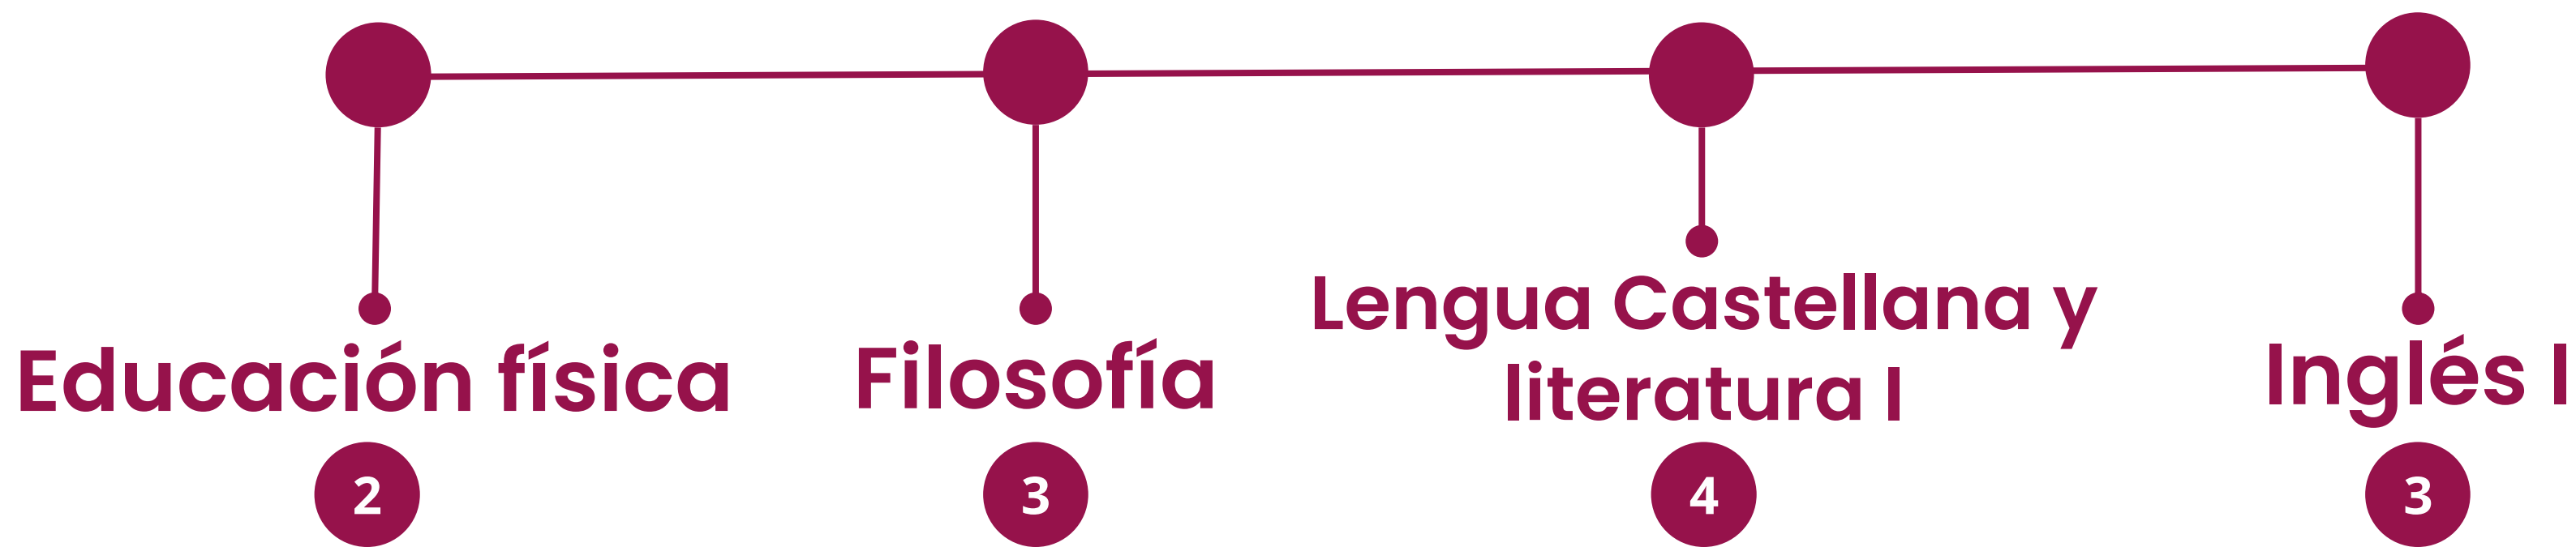 Educación física
2
Filosofía
3
Lengua Castellana y
literatura I
4
Inglés I
3